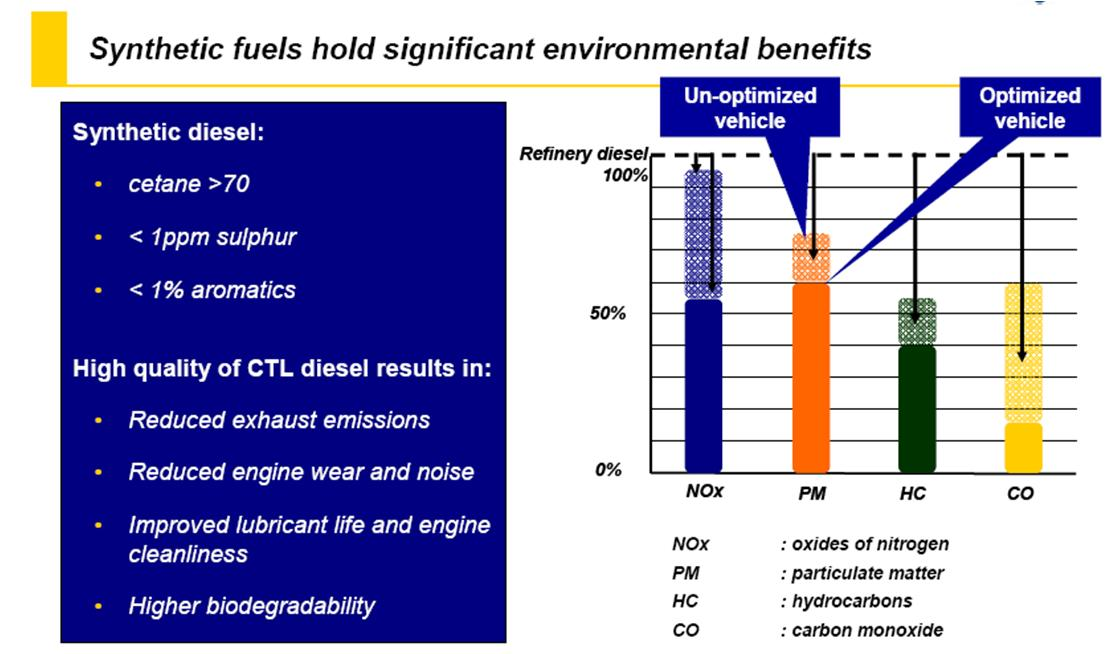 Synthetic fuels hold significant environmental benefits
Synthetic diesel:
• cetane >70
• < 1ppm sulphur
• < 1% aromatics
High quality of CTL diesel results in:
• Reduced exhaust emissions
• Reduced engine wear and noise
• Improved lubricant life and engine
cleanliness
• Higher biodegradability
Un-optimized
vehicle
Optimized
vehicle
Refinery diesel
100%
50%
0%
NOx PM HC CO
NOx : oxides of nitrogen
PM : particulate matter
HC : hydrocarbons
CO : carbon monoxide